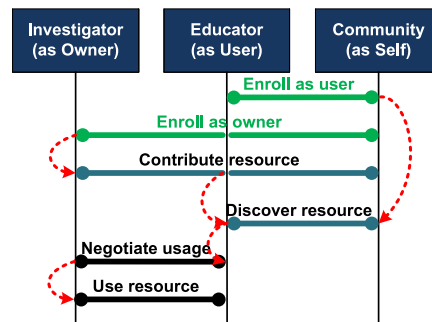 Investigator
(as Owner)
Educator
(as User)
Community
(as Self)
Enroll as user
Enroll as owner
Contribute resource
Discover resource
Negotiate usage
Use resource